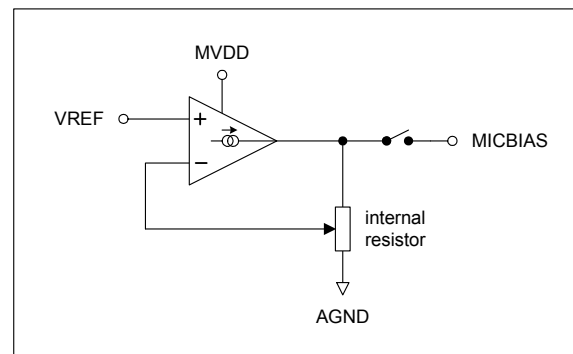 MVDD
VREF
+
−
MICBIAS
internal
resistor
AGND